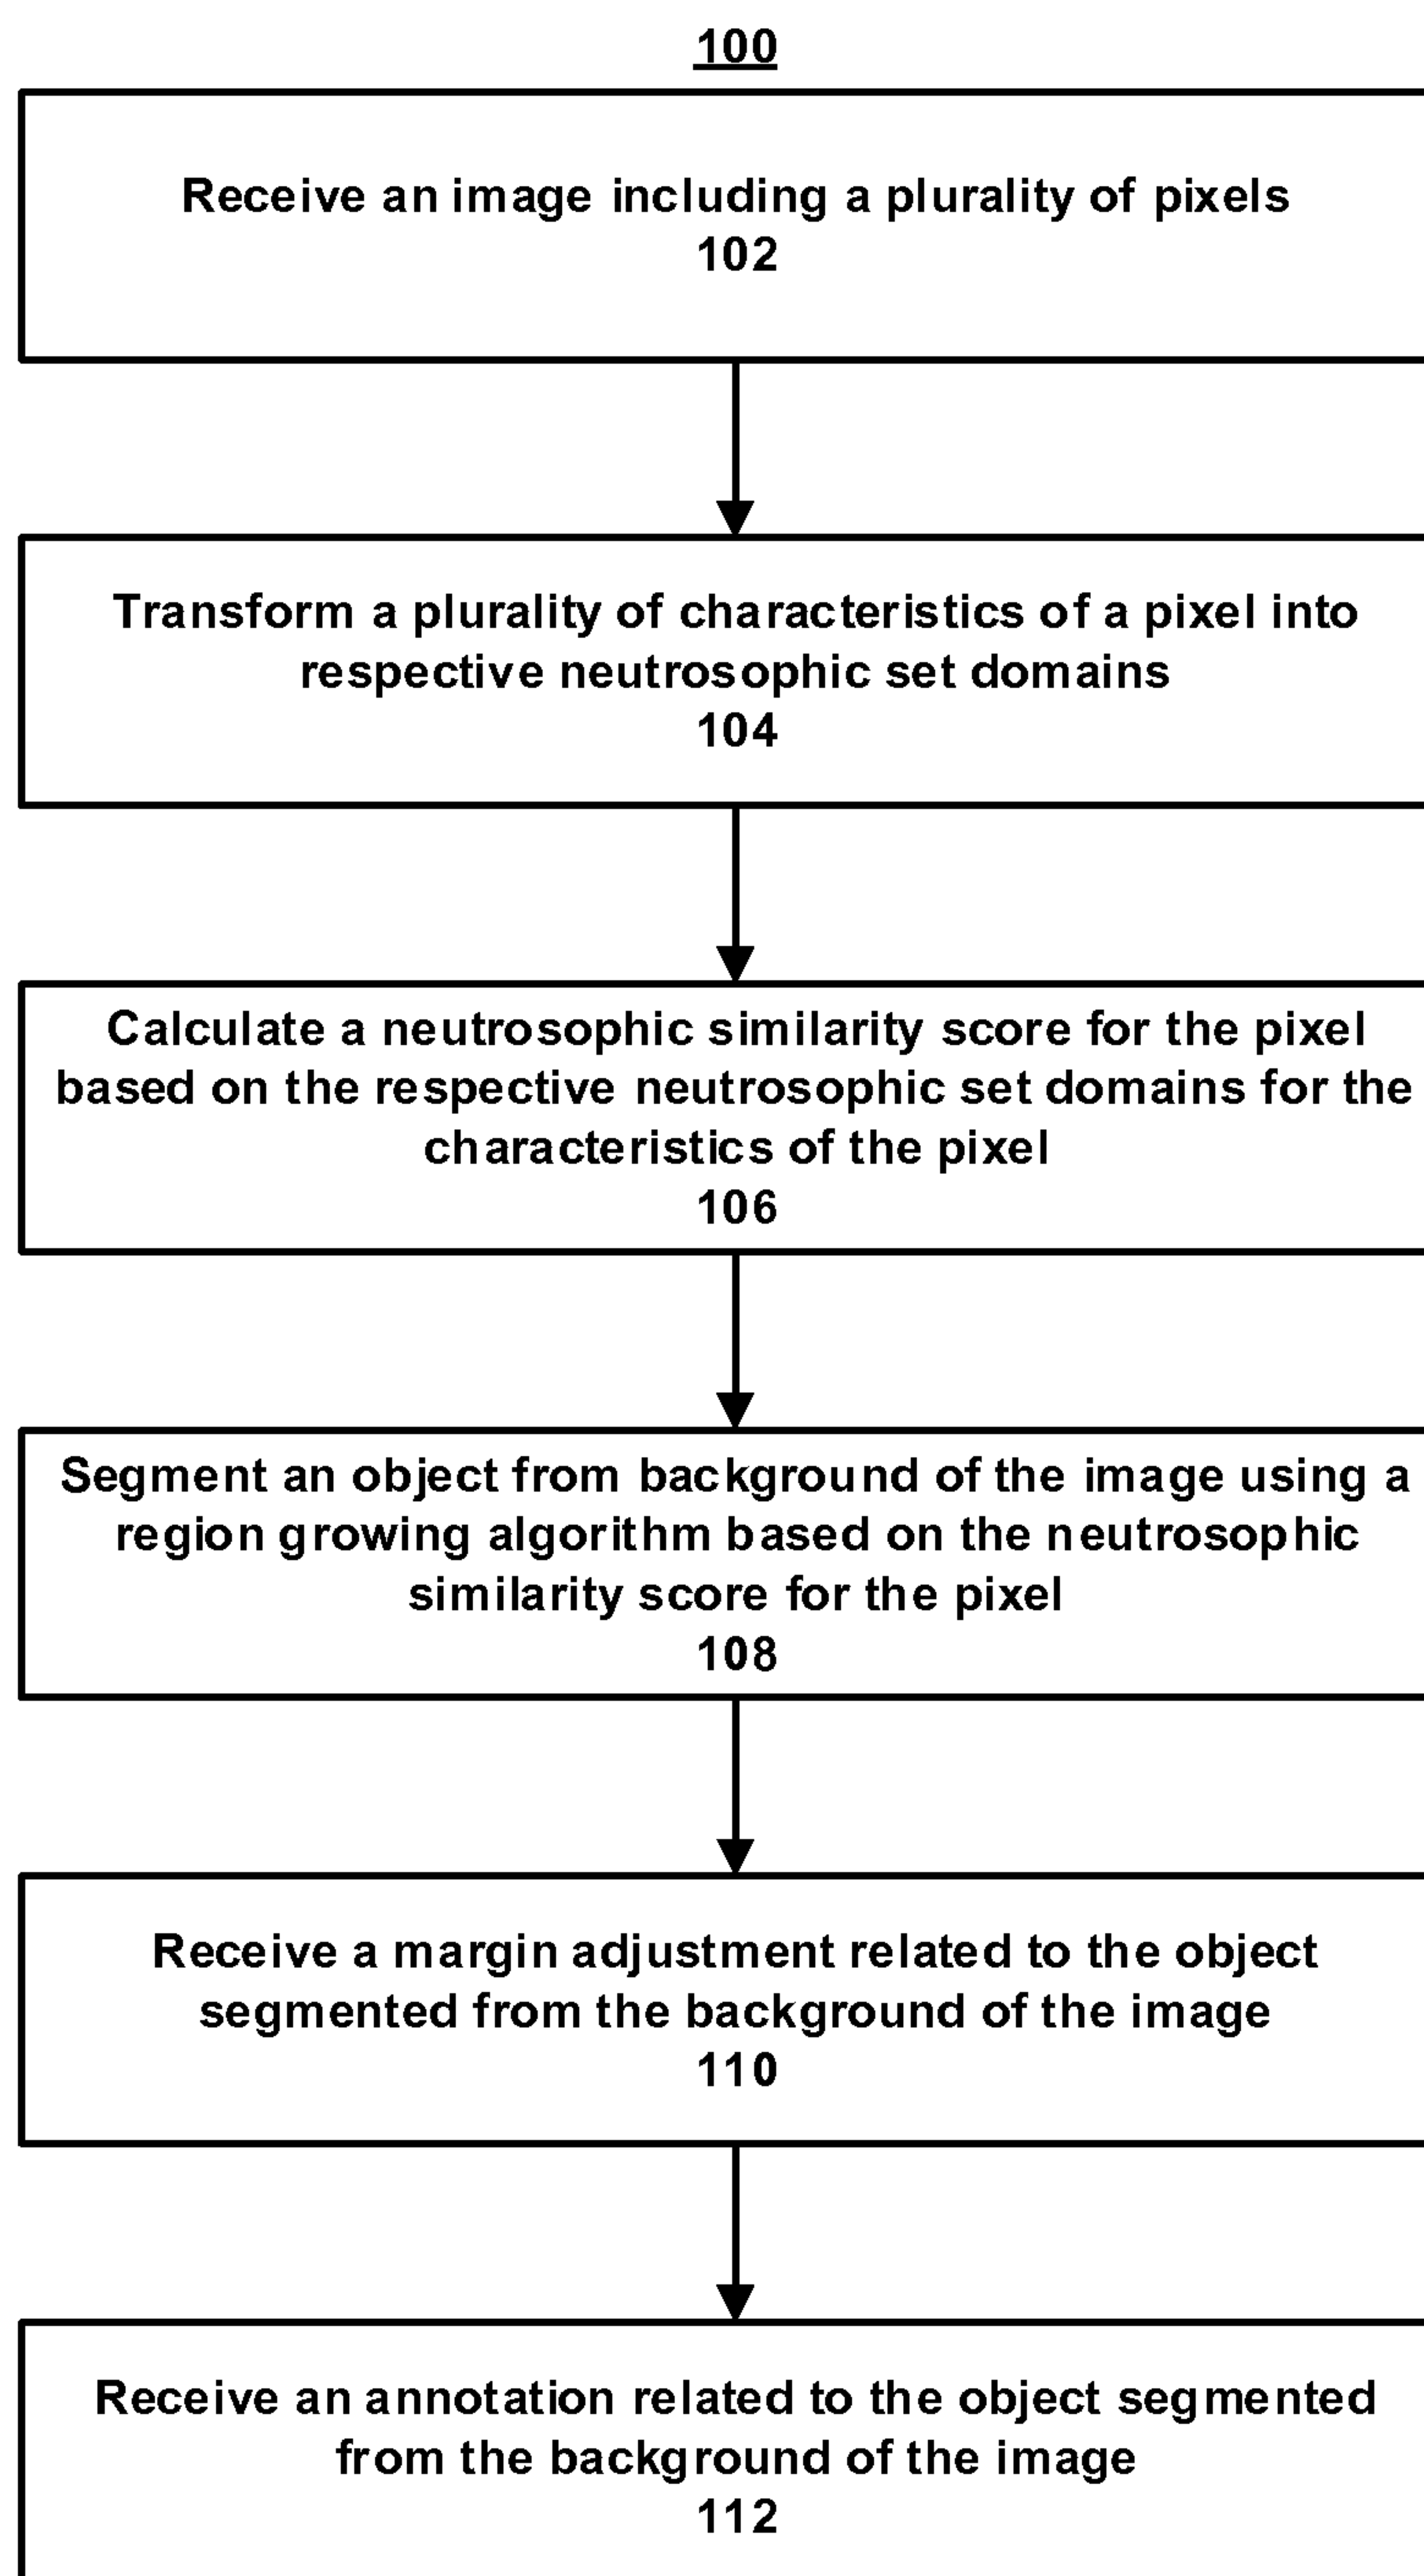 100
Receive an image including a plurality of pixels
102
Transform a plurality of characteristics of a pixel into
respective neutrosophic set domains
104
Calculate a neutrosophic similarity score for the pixel
based on the respective neutrosophic set domains for the
characteristics of the pixel
106
Segment an object from background of the image using a
region growing algorithm based on the neutrosophic
similarity score for the pixel
108
Receive a margin adjustment related to the object
segmented from the background of the image
110
Receive an annotation related to the object segmented
from the background of the image
112